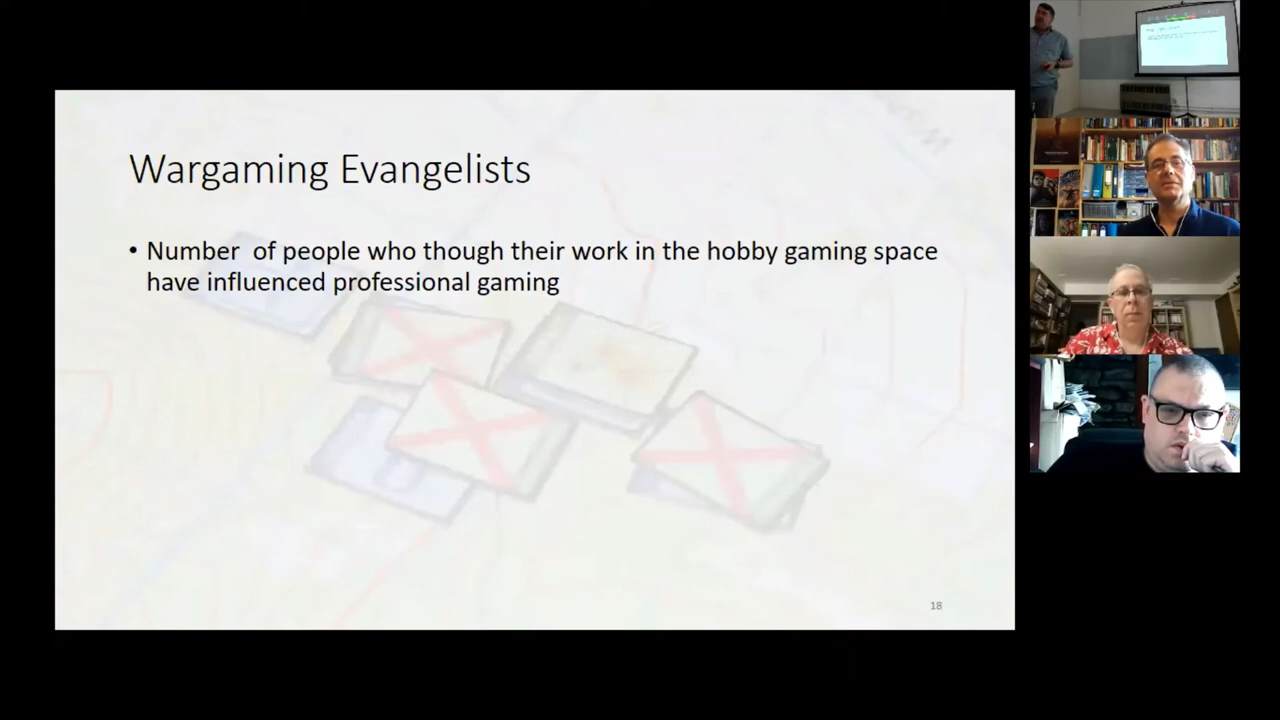 Wargaming Evangelists
• Number  of people who though their work in the hobby gaming space
have influenced professional gaming
18